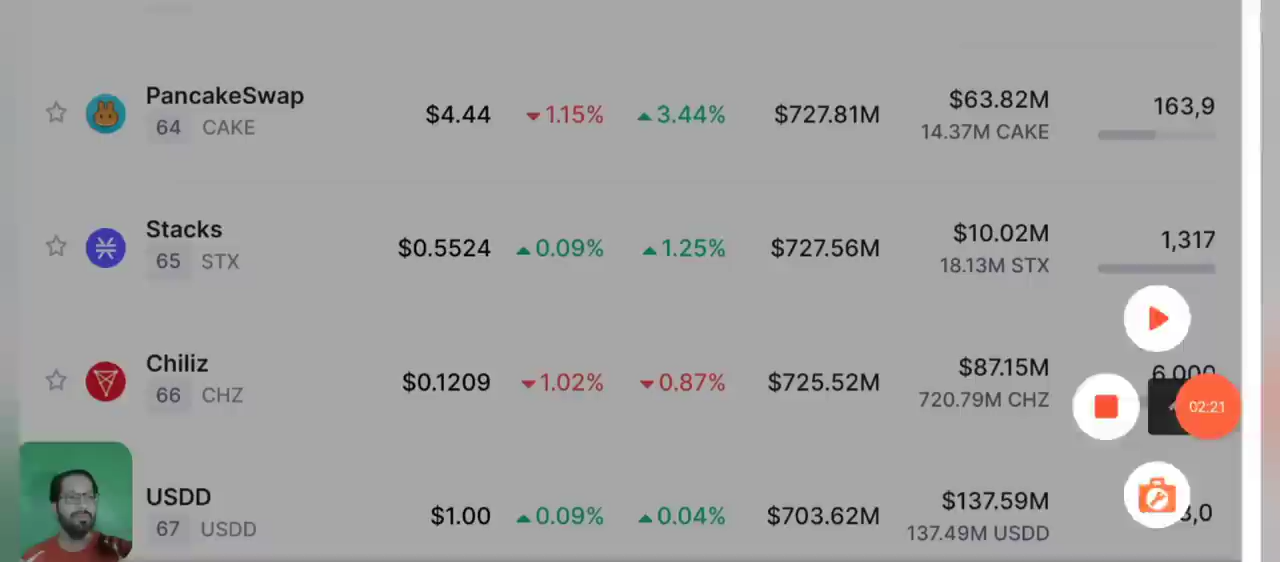 PancakeSwap
64 CAKE
$4.44 1.15% 3.44% $727.81M $63.82M
14.37M CAKE
163,9
Stacks
65 STX
$0.5524 0.09% 1.25% $727.56M $10.02M
18.13M STX
1,317
Chiliz
66 CHZ
$0.1209 1.02% 0.87% $725.52M $87.15M
720.79M CHZ
6,000
02:21
USDD
67 USDD
$1.00 0.09% 0.04% $703.62M $137.59M
137.49M USDD